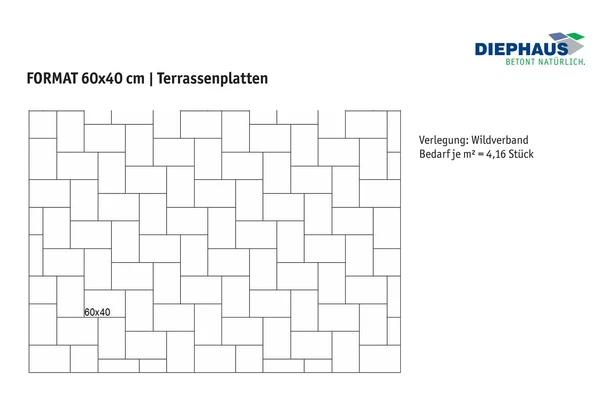 DIEPHAUS
BETONT NATÜRLICH.
FORMAT 60x40 cm | Terrassenplatten
Verlegung: Wildverband
Bedarf je m² = 4,16 Stück
60x40